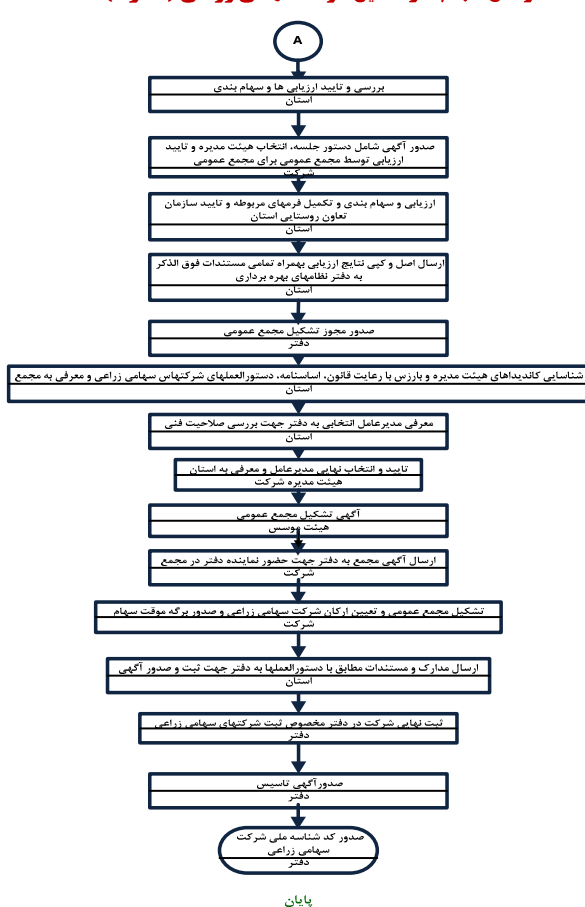 A
بررسی و تایید ارزیابی ها و سهام بندی
استان
صدور آگهی شامل دستور جلسه، انتخاب هیئت مدیره و تایید
ارزیابی توسط مجمع عمومی برای مجمع عمومی
شرکت
ارزیابی و سهام بندی و تکمیل فرمهای مربوطه و تایید سازمان
تعاون روستایی استان
استان
ارسال اصل و کپی نتایج ارزیابی بهمراه تمامی مستندات فوق الذکر
به دفتر نظامهای بهره برداری
استان
صدور مجوز تشکیل مجمع عمومی
دفتر
شناسایی کاندیداهای هیئت مدیره و بازرس با رعایت قانون، اساسنامه، دستورالعملهای شرکتهاس سهامی زراعی و معرفی به مجمع
استان
معرفی مدیرعامل انتخابی به دفتر جهت بررسی صلاحیت فنی
استان
تایید و انتخاب نهایی مدیرعامل و معرفی به استان
هیئت مدیره شرکت
آگهی تشکیل مجمع عمومی
هیئت موسس
ارسال آگهی مجمع به دفتر جهت حضور نماینده دفتر در مجمع
شرکت
تشکیل مجمع عمومی و تعیین ارکان شرکت سهامی زراعی و صدور برگه موقت سهام
شرکت
ارسال مدارک و مستندات مطابق با دستورالعملها به دفتر جهت ثبت و صدور آگهی
استان
ثبت نهایی شرکت در دفتر مخصوص ثبت شرکتهای سهامی زراعی
دفتر
صدورآگهی تاسیس
دفتر
صدور کد شناسه ملی شرکت
سهامی زراعی
دفتر
پایان